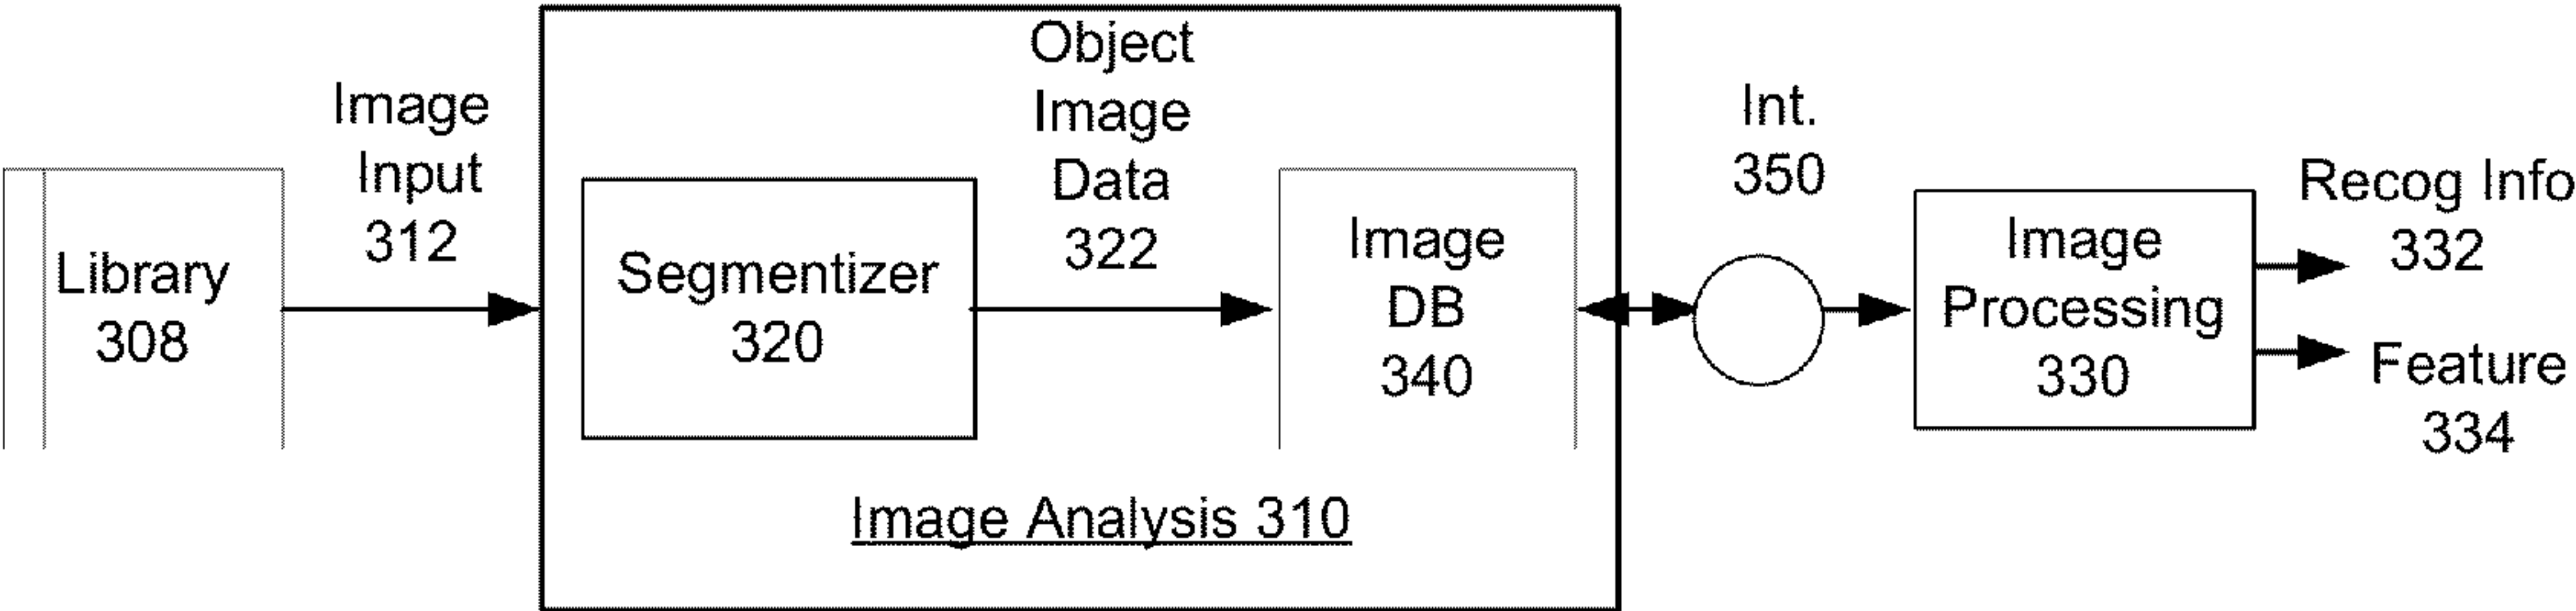 Library
308
Image
Input
312
Segmentizer
320
Object
Image
Data
322
Image
DB
340
Image Analysis 310
Int.
350
Image
Processing
330
Recog Info
332
Feature
334